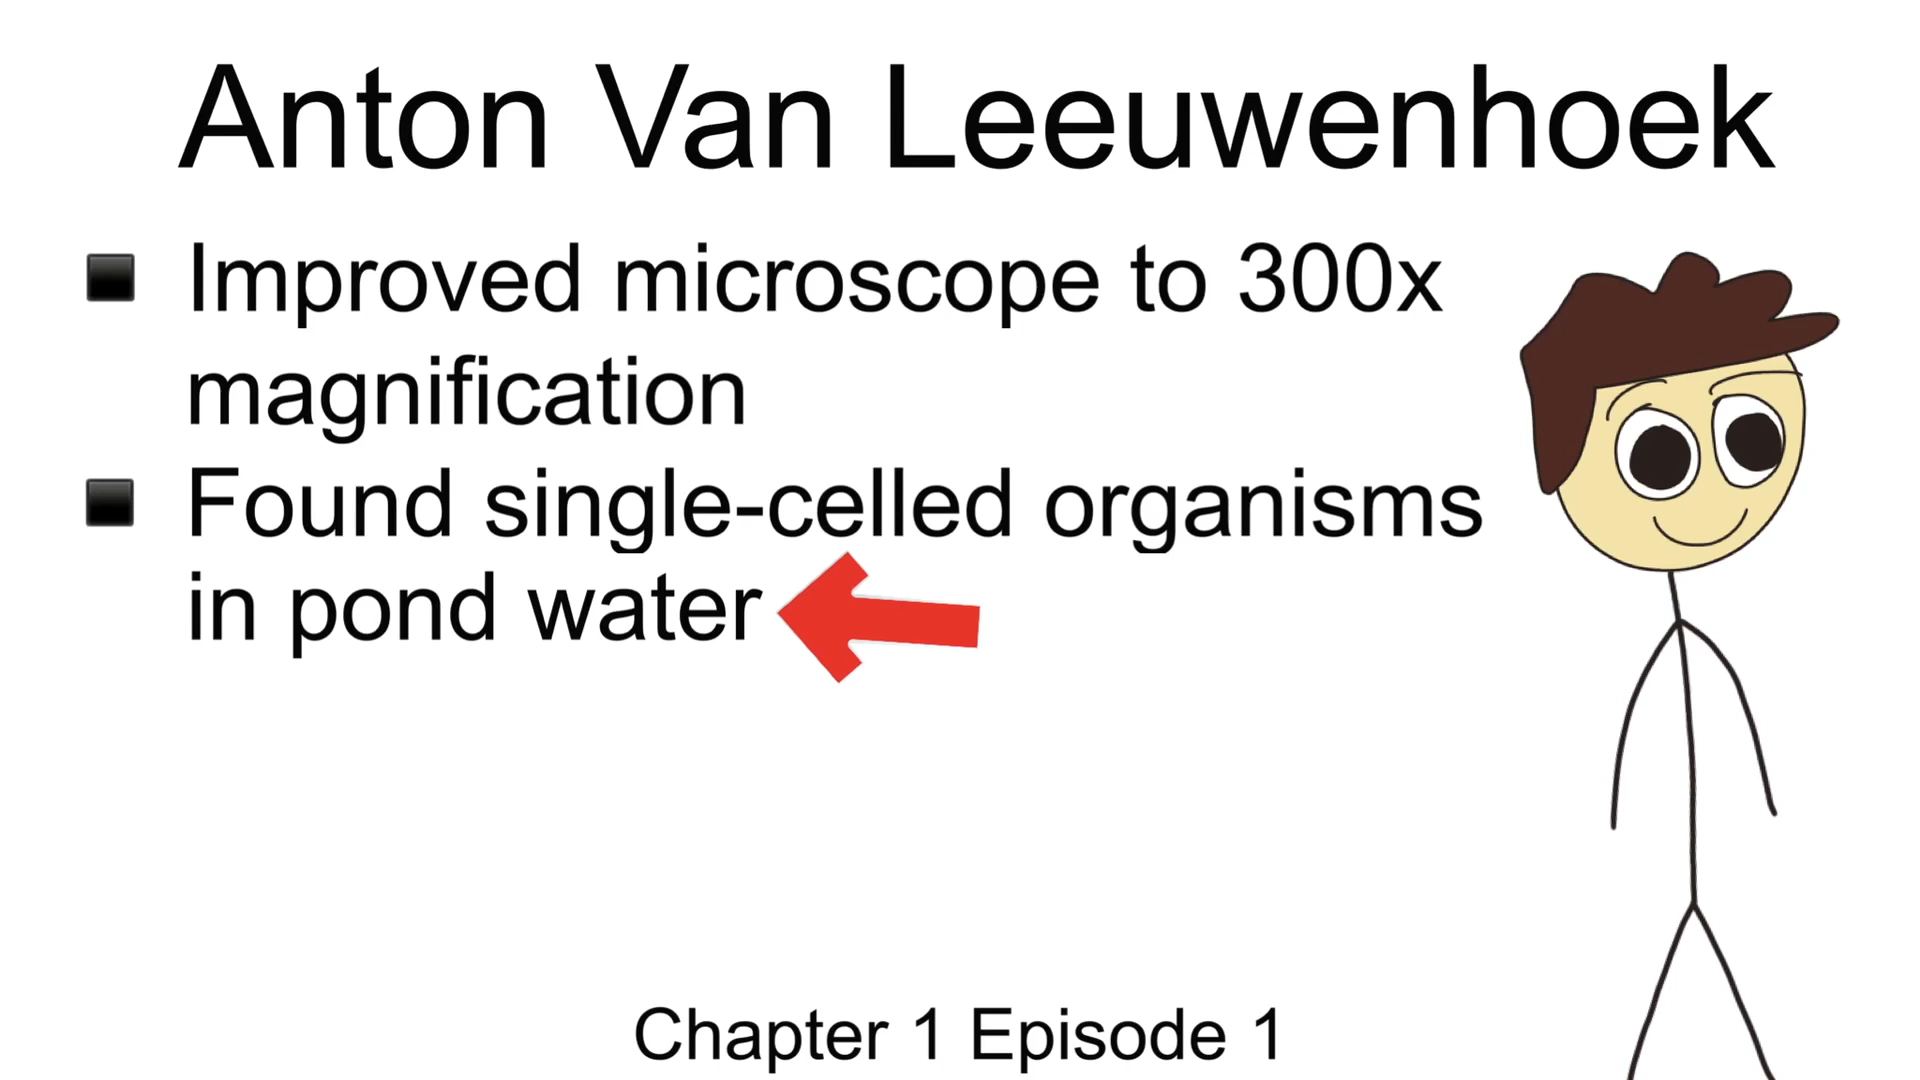 Anton Van Leeuwenhoek
Improved microscope to 300x
magnification
Found single-celled organisms
in pond water
Chapter 1 Episode 1